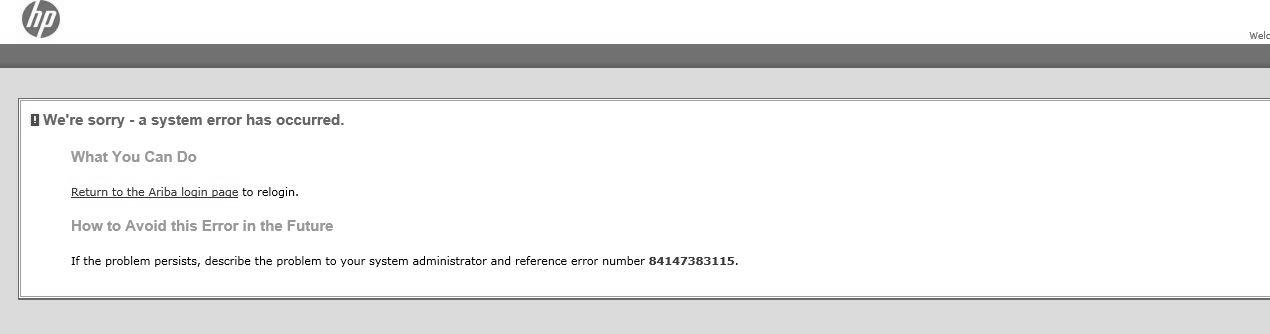 hp
Welc
! We're sorry - a system error has occurred.
What You Can Do
Return to the Ariba login page to relogin.
How to Avoid this Error in the Future
If the problem persists, describe the problem to your system administrator and reference error number 84147383115.